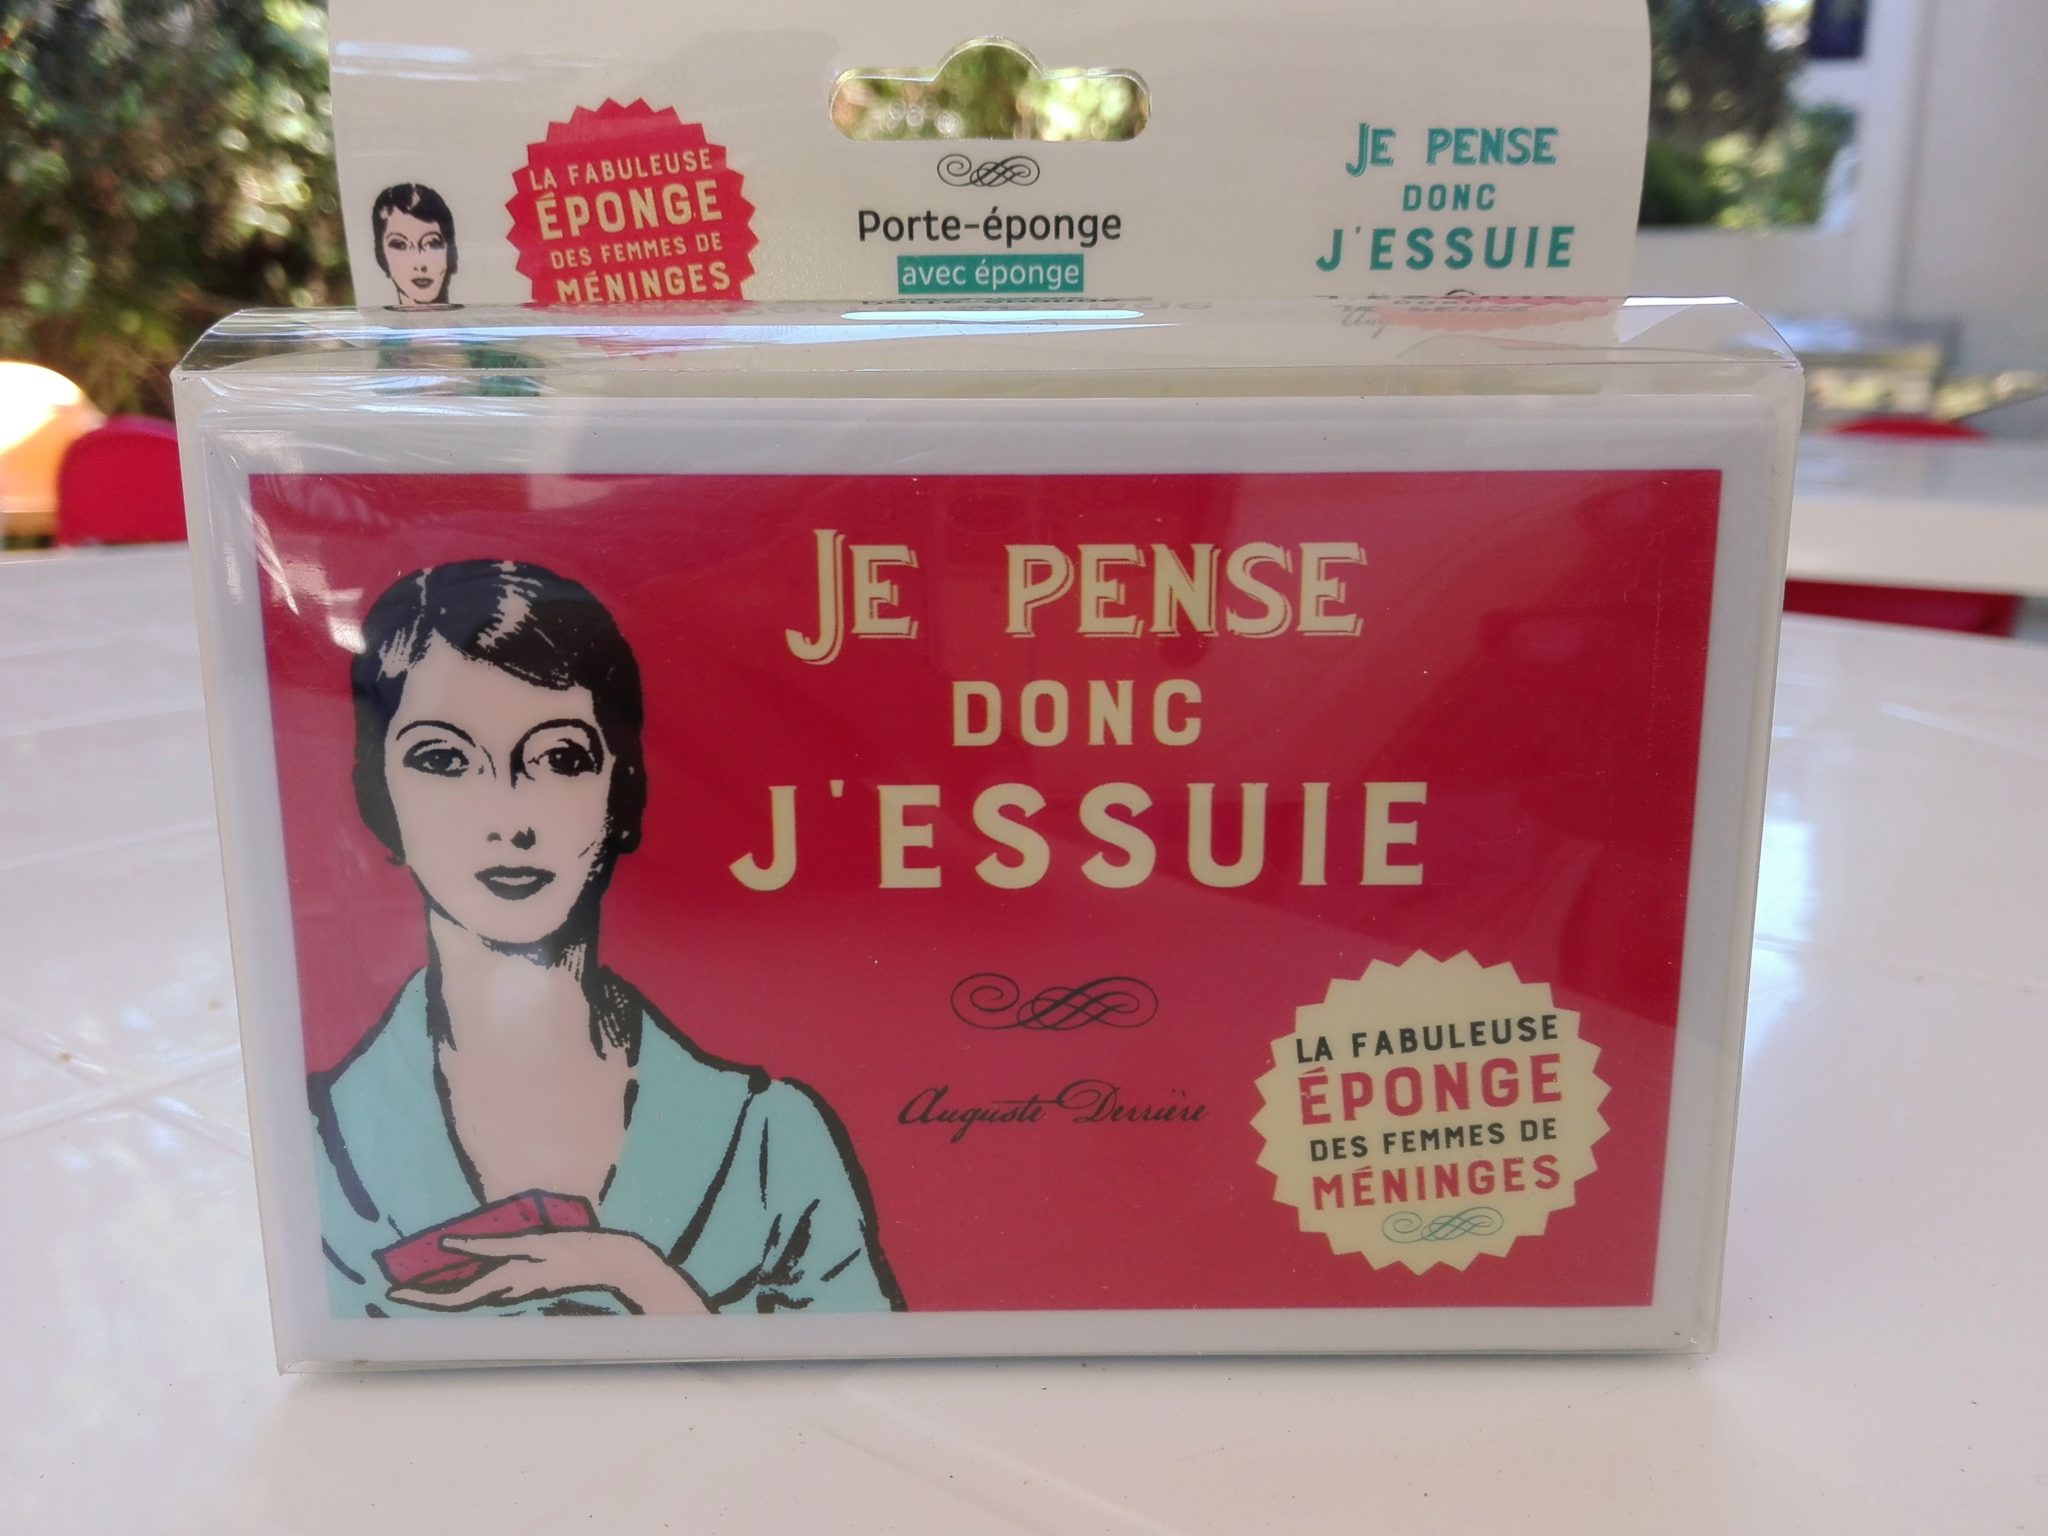 LA FABULEUSE
ÉPONGE
DES FEMMES DE
MÉNINGES
Porte-éponge
avec éponge
JE PENSE
DONC
J'ESSUIE
JE PENSE
DONC
J'ESSUIE
Auguste Derrière
LA FABULEUSE
ÉPONGE
DES FEMMES DE
MÉNINGES